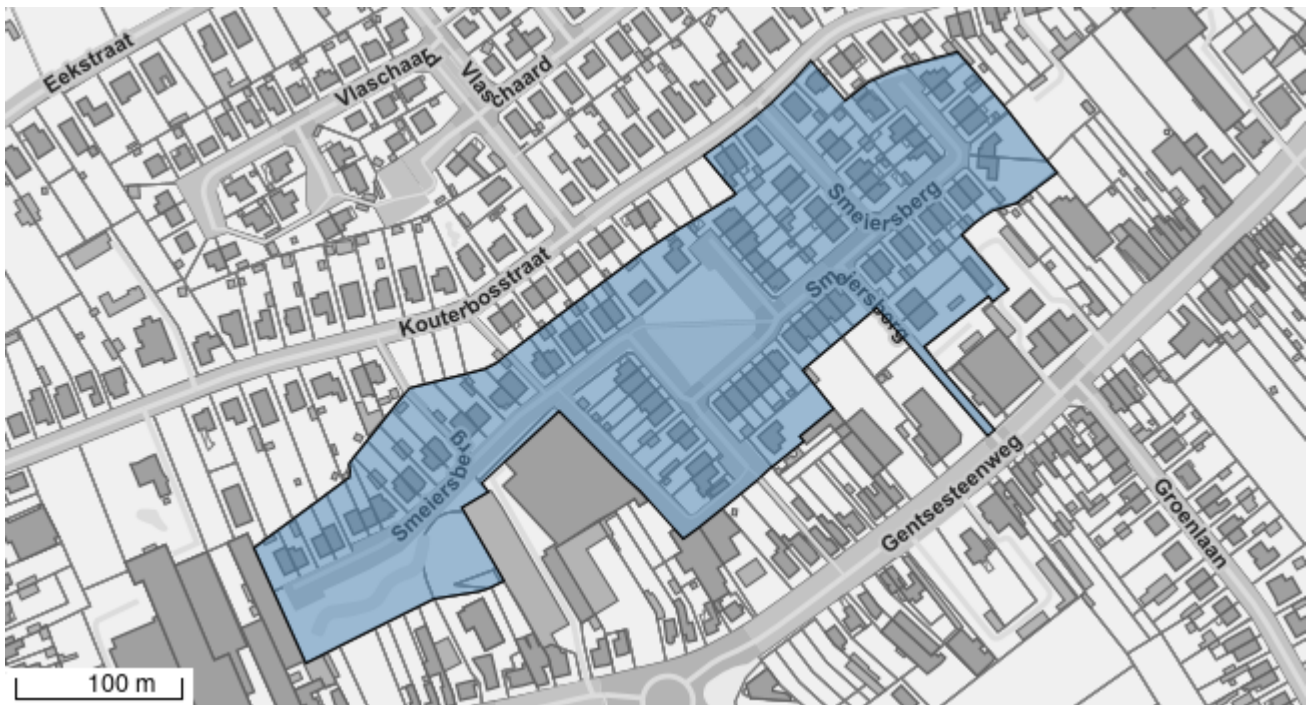 Eekstraat
Vlaschaard
Vlaschaard
Kouterbosstraat
Smeiersberg
Smeiersberg
Smeiersberg
Smeiersberg
Gentsesteenweg
Groenlaan
100 m